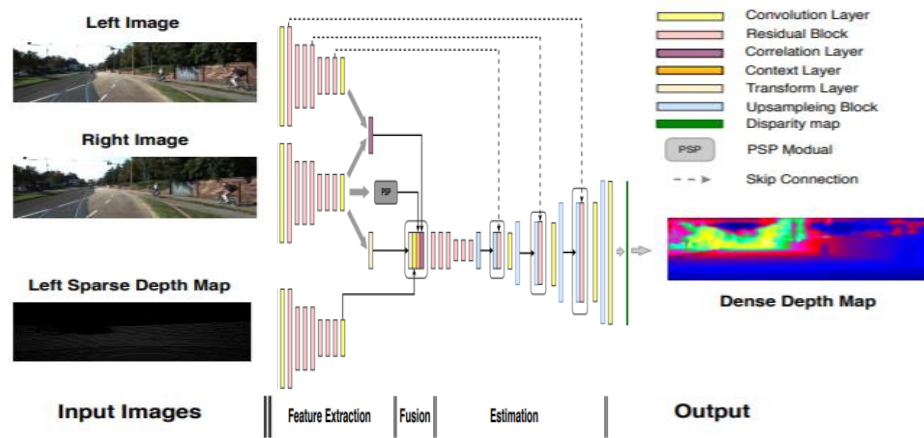 Left Image
Right Image
Left Sparse Depth Map
PSP
Convolution Layer
Residual Block
Correlation Layer
Context Layer
Transform Layer
Upsampleing Block
Disparity map
PSP
PSP Modual
Skip Connection
Dense Depth Map
Input Images
Feature Extraction
Fusion
Estimation
Output